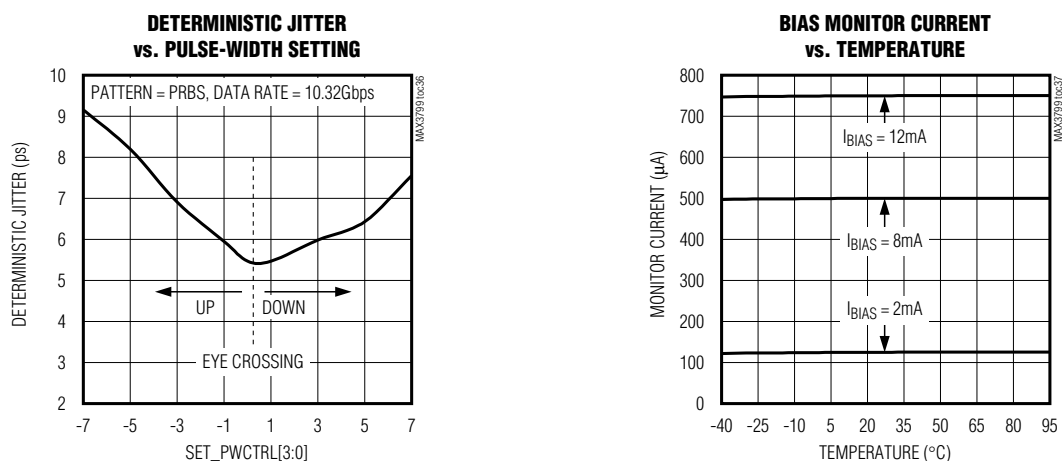 DETERMINISTIC JITTER
vs. PULSE-WIDTH SETTING
10
9
8
7
6
5
4
3
2
DETERMINISTIC JITTER (ps)
PATTERN = PRBS, DATA RATE = 10.32Gbps
MAX3799 toc36
UP
DOWN
EYE CROSSING
-7 -5 -3 -1 1 3 5 7
SET_PWCTRL[3:0]
BIAS MONITOR CURRENT
vs. TEMPERATURE
800
700
600
500
400
300
200
100
0
MONITOR CURRENT (µA)
MAX3799 toc37
IBIAS = 12mA
IBIAS = 8mA
IBIAS = 2mA
-40 -25 -10 5 20 35 50 65 80 95
TEMPERATURE (°C)